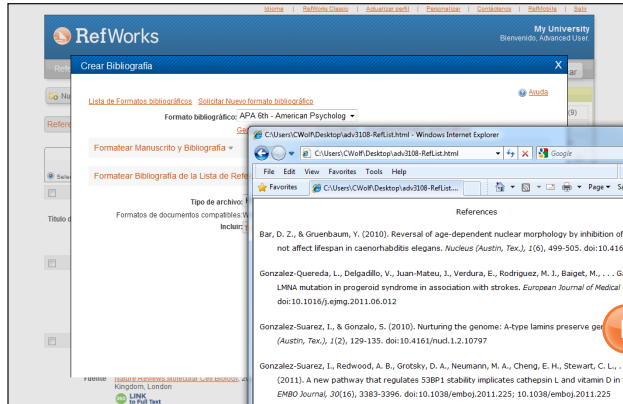 Idioma | RefWorks Classic | Actualizar perfil | Personalizar | Contáctenos | RefMobile | Salir
RefWorks
My University
Bienvenido, Advanced User.
Crear Bibliografía X
Ayuda
Lista de Formatos bibliográficos Solicitar Nuevo formato bibliográfico
Formato bibliográfico: APA 6th - American Psycholog
Formatear Manuscrito y Bibliografía
Formatear Bibliografía de la Lista de Refe
Tipo de archivo:
Formatos de documentos compatibles:
Incluir:
C:\Users\CWolf\Desktop\adv3108-RefList.html - Windows Internet Explorer
C:\Users\CWolf\Desktop\adv3108-RefList.html Google
File Edit View Favorites Tools Help
Favorites C:\Users\CWolf\Desktop\adv3108-RefList.... Page
References
Bar, D. Z., & Gruenbaum, Y. (2010). Reversal of age-dependent nuclear morphology by inhibition of
not affect lifespan in caenorhabditis elegans. Nucleus (Austin, Tex.), 1(6), 499-505. doi:10.416
Gonzalez-Quereda, L., Delgadillo, V., Juan-Mateu, J., Verdura, E., Rodriguez, M. J., Baiget, M., . . . G
LMNA mutation in progeroid syndrome in association with strokes. European Journal of Medical
doi:10.1016/j.ejmg.2011.06.012
Gonzalez-Suarez, I., & Gonzalo, S. (2010). Nurturing the genome: A-type lamins preserve ger
(Austin, Tex.), 1(2), 129-135. doi:10.4161/nucl.1.2.10797
Gonzalez-Suarez, I., Redwood, A. B., Grotsky, D. A., Neumann, M. A., Cheng, E. H., Stewart, C. L., .
(2011). A new pathway that regulates 53BP1 stability implicates cathepsin L and vitamin D in
EMBO Journal, 30(16), 3383-3396. doi:10.1038/emboj.2011.225; 10.1038/emboj.2011.225
Fuente Nature Reviews Molecular Cell Biology, 20
Kingdom, London
LINK
to Full Text